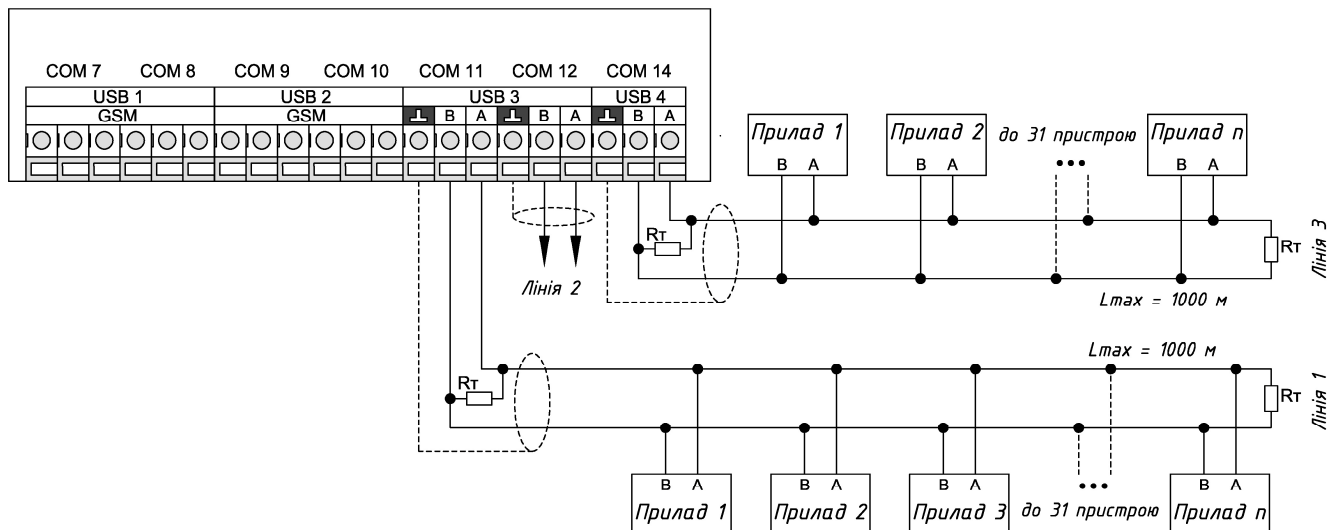 COM 7 COM 8 COM 9 COM 10 COM 11 COM 12 COM 14
USB 1 USB 2 USB 3 USB 4
GSM GSM B A B A B A
Прилад 1 Прилад 2 до 31 пристрою Прилад n
B A B A B A
Rт
Rт
Лінія 3
Лінія 2
Lmax = 1000 м
Lmax = 1000 м
Rт
Rт
Лінія 1
B A B A B A B A
Прилад 1 Прилад 2 Прилад 3 до 31 пристрою Прилад n